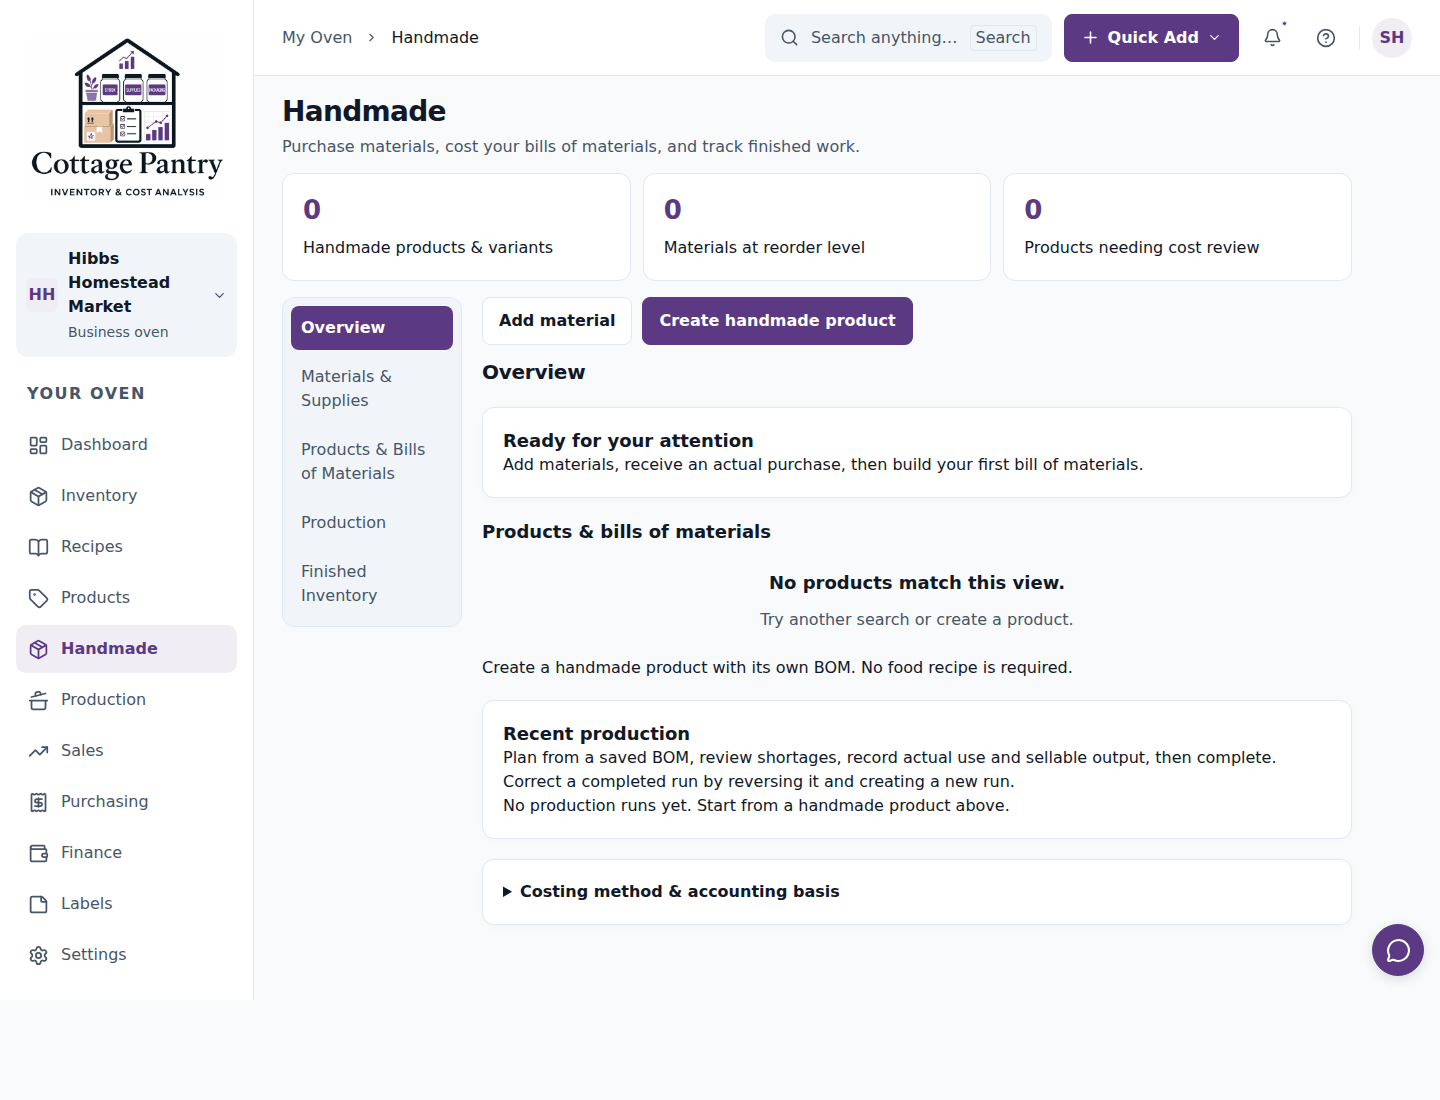 Cottage Pantry
INVENTORY & COST ANALYSIS
HH
Hibbs
Homestead
Market
Business oven
YOUR OVEN
Dashboard
Inventory
Recipes
Products
Handmade
Production
Sales
Purchasing
Finance
Labels
Settings
My Oven > Handmade
Search anything... Search
+ Quick Add
SH
Handmade
Purchase materials, cost your bills of materials, and track finished work.
0
Handmade products & variants
0
Materials at reorder level
0
Products needing cost review
Overview
Materials &
Supplies
Products & Bills
of Materials
Production
Finished
Inventory
Add material
Create handmade product
Overview
Ready for your attention
Add materials, receive an actual purchase, then build your first bill of materials.
Products & bills of materials
No products match this view.
Try another search or create a product.
Create a handmade product with its own BOM. No food recipe is required.
Recent production
Plan from a saved BOM, review shortages, record actual use and sellable output, then complete.
Correct a completed run by reversing it and creating a new run.
No production runs yet. Start from a handmade product above.
Costing method & accounting basis